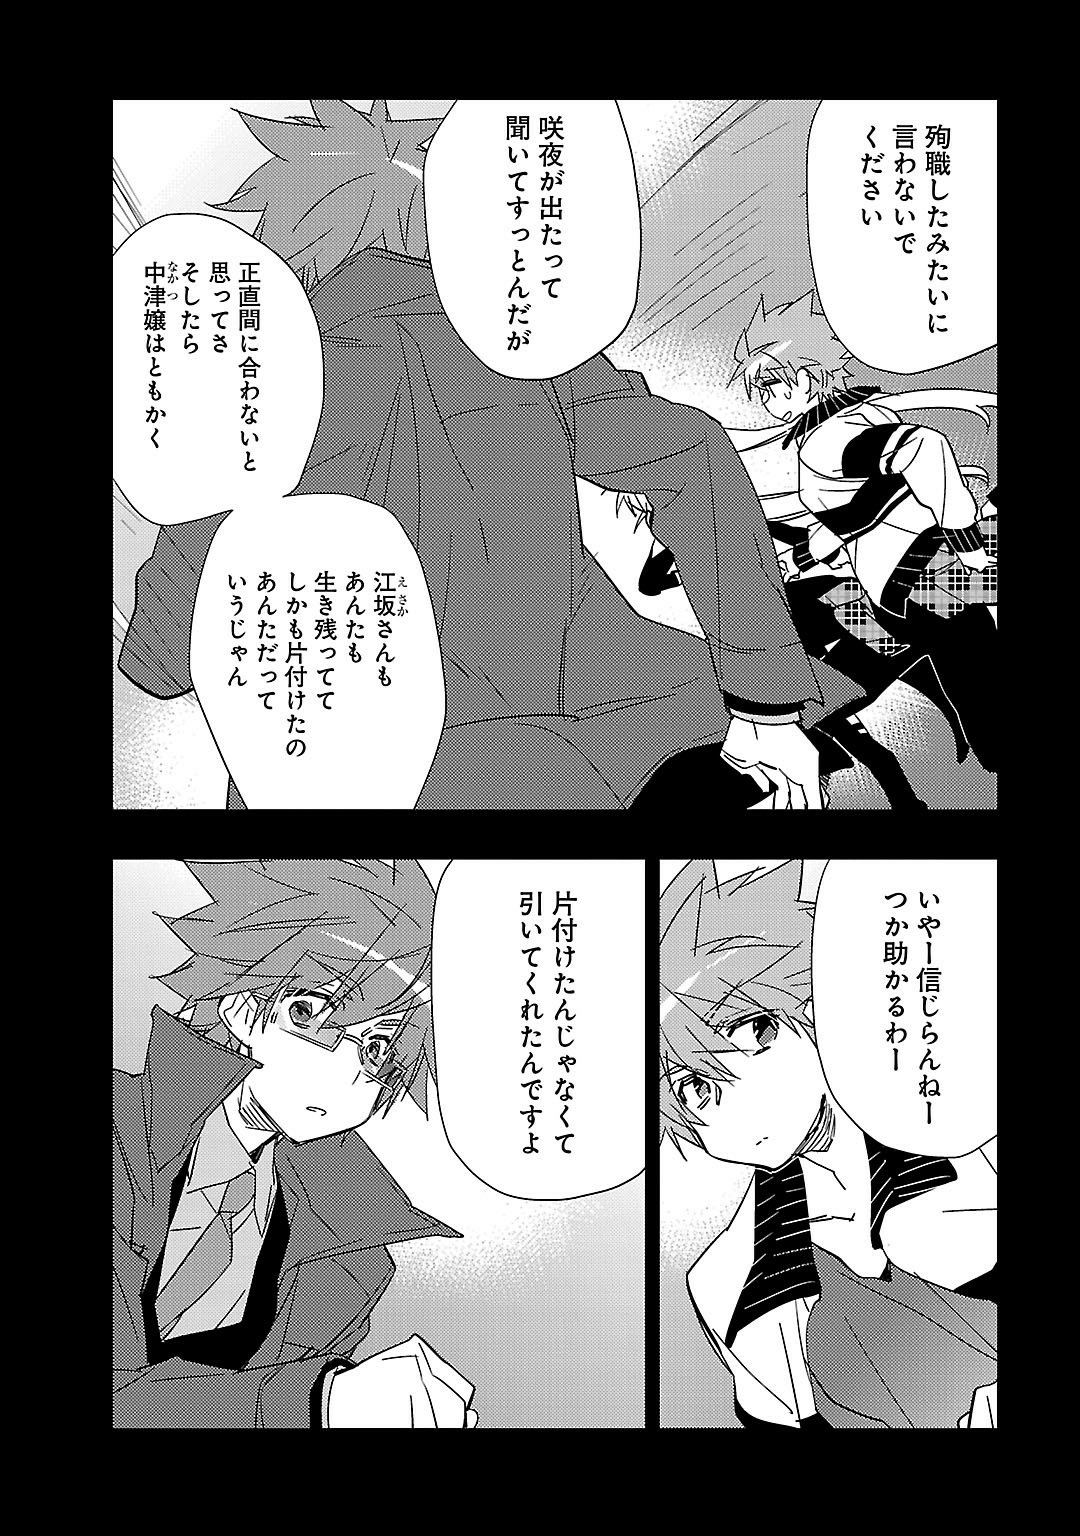 殉職したみたいに
言わないで
ください
咲夜が出たって
聞いてすっとんだが
正直間に合わないと
思ってさ
そしたら
中津嬢はともかく
なかつ
江坂さんも
えさか
あんたも
生き残ってて
しかも片付けたの
あんただって
いうじゃん
いやー信じらんねー
つか助かるわー
片付けたんじゃなくて
引いてくれたんですよ